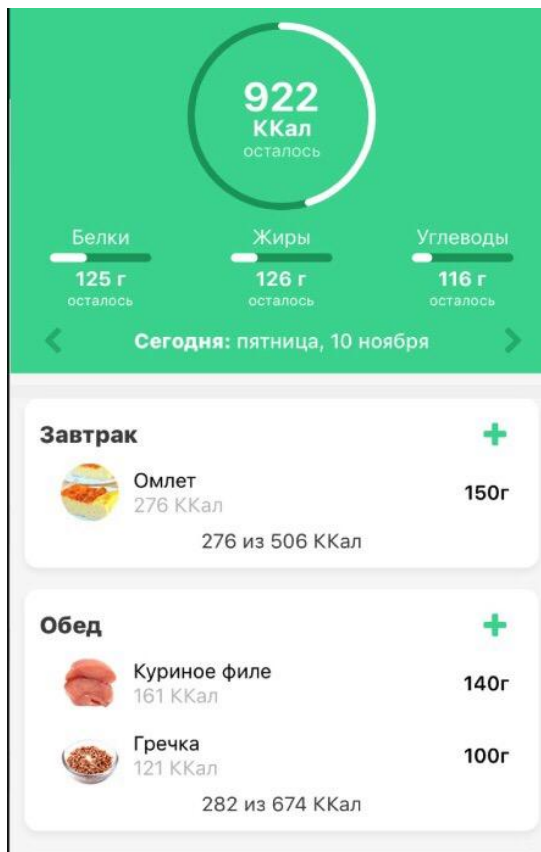 922
ККал
осталось
Белки Жиры Углеводы
125 г 126 г 116 г
осталось осталось осталось
Сегодня: пятница, 10 ноября
Завтрак
Омлет
276 ККал
150г
276 из 506 ККал
Обед
Куриное филе
161 ККал
140г
Гречка
121 ККал
100г
282 из 674 ККал